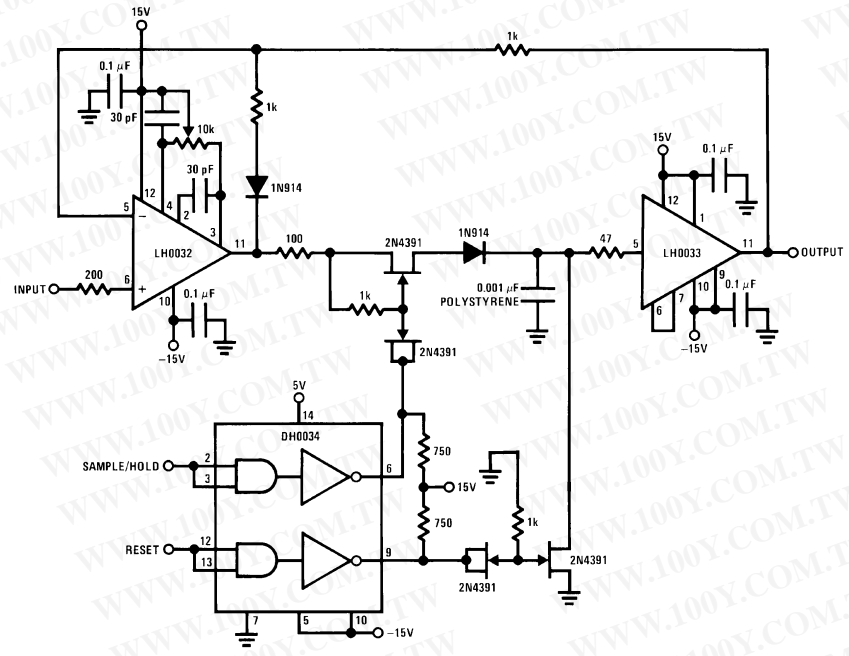 15V
1k
0.1 μF
30 pF
10k
1k
30 pF
1N914
15V
0.1 μF
12
4
2
3
5
−
LH0032
11
100
2N4391
1N914
47
12
1
5
LH0033
11
OUTPUT
INPUT
200
6
+
10
0.1 μF
−15V
1k
0.001 μF
POLYSTYRENE
6
7
10
9
0.1 μF
−15V
2N4391
5V
14
DH0034
SAMPLE/HOLD
2
3
6
750
15V
750
1k
RESET
12
13
9
2N4391
2N4391
7
5
10
−15V
WWW.100Y.COM.TW